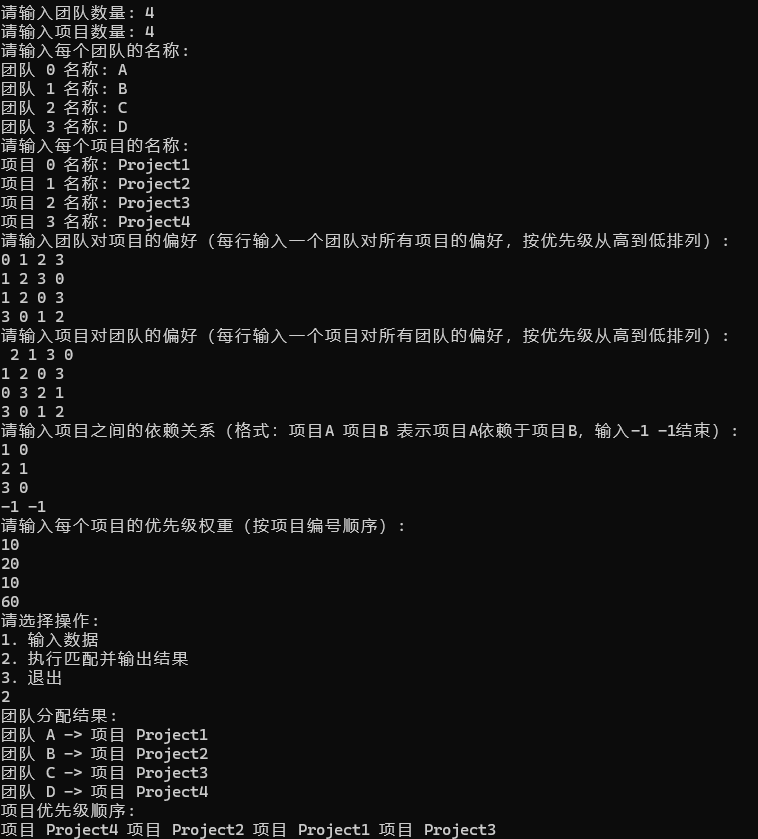 请输入团队数量: 4
请输入项目数量: 4
请输入每个团队的名称:
团队 0 名称: A
团队 1 名称: B
团队 2 名称: C
团队 3 名称: D
请输入每个项目的名称:
项目 0 名称: Project1
项目 1 名称: Project2
项目 2 名称: Project3
项目 3 名称: Project4
请输入团队对项目的偏好（每行输入一个团队对所有项目的偏好，按优先级从高到低排列）:
0 1 2 3
1 2 3 0
1 2 0 3
3 0 1 2
请输入项目对团队的偏好（每行输入一个项目对所有团队的偏好，按优先级从高到低排列）:
 2 1 3 0
1 2 0 3
0 3 2 1
3 0 1 2
请输入项目之间的依赖关系（格式: 项目A 项目B 表示项目A依赖于项目B，输入-1 -1结束）:
1 0
2 1
3 0
-1 -1
请输入每个项目的优先级权重（按项目编号顺序）:
10
20
10
60
请选择操作:
1. 输入数据
2. 执行匹配并输出结果
3. 退出
2
团队分配结果:
团队 A -> 项目 Project1
团队 B -> 项目 Project2
团队 C -> 项目 Project3
团队 D -> 项目 Project4
项目优先级顺序:
项目 Project4 项目 Project2 项目 Project1 项目 Project3